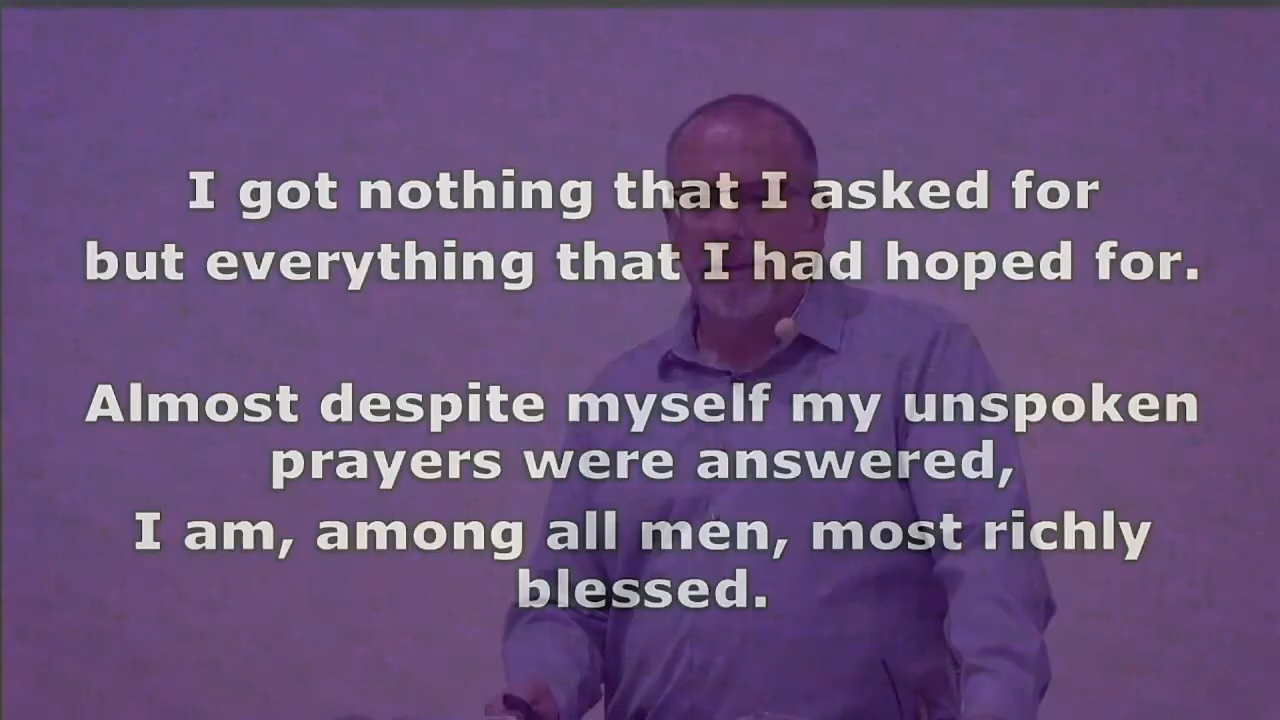 I got nothing that I asked for
but everything that I had hoped for.
Almost despite myself my unspoken
prayers were answered,
I am, among all men, most richly
blessed.